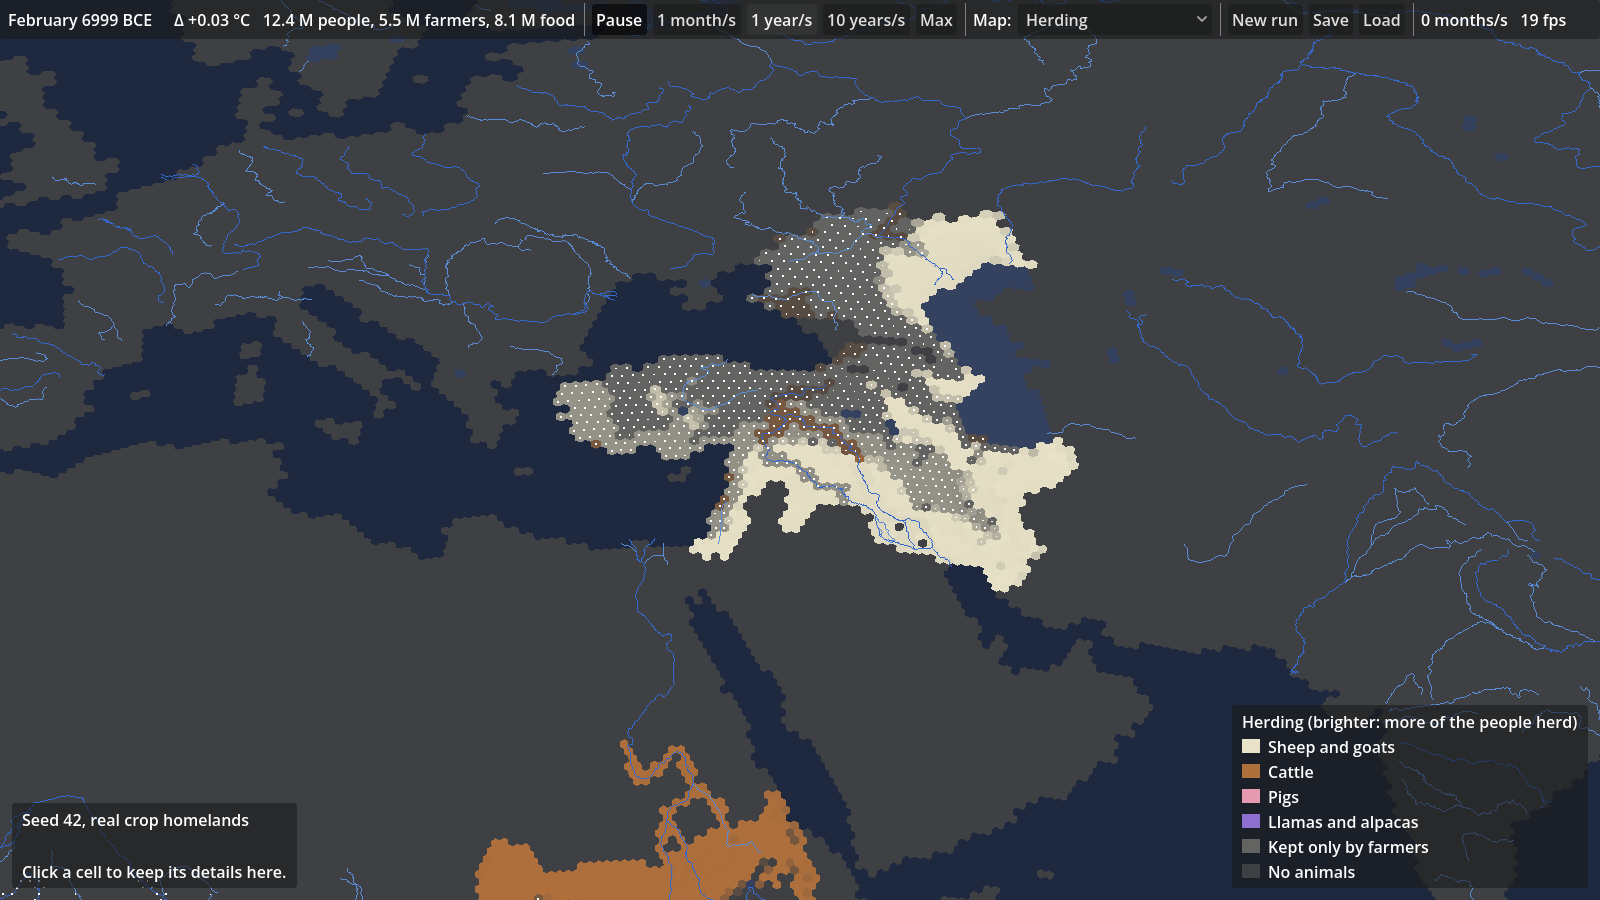 February 6999 BCE Δ +0.03 °C 12.4 M people, 5.5 M farmers, 8.1 M food Pause 1 month/s 1 year/s 10 years/s Max Map: Herding New run Save Load 0 months/s 19 fps
Herding (brighter: more of the people herd)
Sheep and goats
Cattle
Pigs
Llamas and alpacas
Kept only by farmers
No animals
Seed 42, real crop homelands
Click a cell to keep its details here.